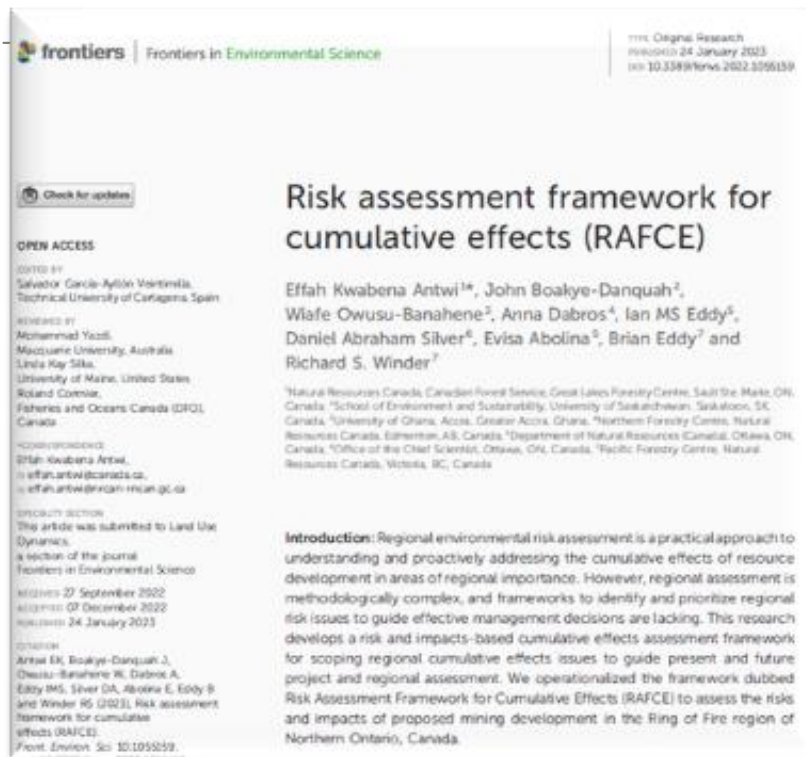 frontiers | Frontiers in Environmental Science
TYPE Original Research
PUBLISHED 24 January 2023
DOI 10.3389/fenvs.2022.1055159
Check for updates
OPEN ACCESS
EDITED BY
Salvador García-Ayllón Veintimilla,
Technical University of Cartagena, Spain
REVIEWED BY
Mohammad Yazdi,
Macquarie University, Australia
Linda Kay Silka,
University of Maine, United States
Roland Cormier,
Fisheries and Oceans Canada (DFO),
Canada
*CORRESPONDENCE
Effah Kwabena Antwi,
effah.antwi@canada.ca,
effah.antwi@nrcan-rncan.gc.ca
SPECIALTY SECTION
This article was submitted to Land Use
Dynamics,
a section of the journal
Frontiers in Environmental Science
RECEIVED 27 September 2022
ACCEPTED 07 December 2022
PUBLISHED 24 January 2023
CITATION
Antwi EK, Boakye-Danquah J,
Owusu-Banahene W, Dabros A,
Eddy IMS, Silver DA, Abolina E, Eddy B
and Winder RS (2023), Risk assessment
framework for cumulative
effects (RAFCE).
Front. Environ. Sci. 10:1055159.
Risk assessment framework for
cumulative effects (RAFCE)
Effah Kwabena Antwi¹*, John Boakye-Danquah²,
Wiafe Owusu-Banahene³, Anna Dabros⁴, Ian MS Eddy⁵,
Daniel Abraham Silver⁶, Evisa Abolina⁵, Brian Eddy⁷ and
Richard S. Winder⁷
¹Natural Resources Canada, Canadian Forest Service, Great Lakes Forestry Centre, Sault Ste. Marie, ON,
Canada, ²School of Environment and Sustainability, University of Saskatchewan, Saskatoon, SK,
Canada, ³University of Ghana, Accra, Greater Accra, Ghana, ⁴Northern Forestry Centre, Natural
Resources Canada, Edmonton, AB, Canada, ⁵Department of Natural Resources (Canada), Ottawa, ON,
Canada, ⁶Office of the Chief Scientist, Ottawa, ON, Canada, ⁷Pacific Forestry Centre, Natural
Resources Canada, Victoria, BC, Canada
Introduction: Regional environmental risk assessment is a practical approach to
understanding and proactively addressing the cumulative effects of resource
development in areas of regional importance. However, regional assessment is
methodologically complex, and frameworks to identify and prioritize regional
risk issues to guide effective management decisions are lacking. This research
develops a risk and impacts-based cumulative effects assessment framework
for scoping regional cumulative effects issues to guide present and future
project and regional assessment. We operationalized the framework dubbed
Risk Assessment Framework for Cumulative Effects (RAFCE) to assess the risks
and impacts of proposed mining development in the Ring of Fire region of
Northern Ontario, Canada.